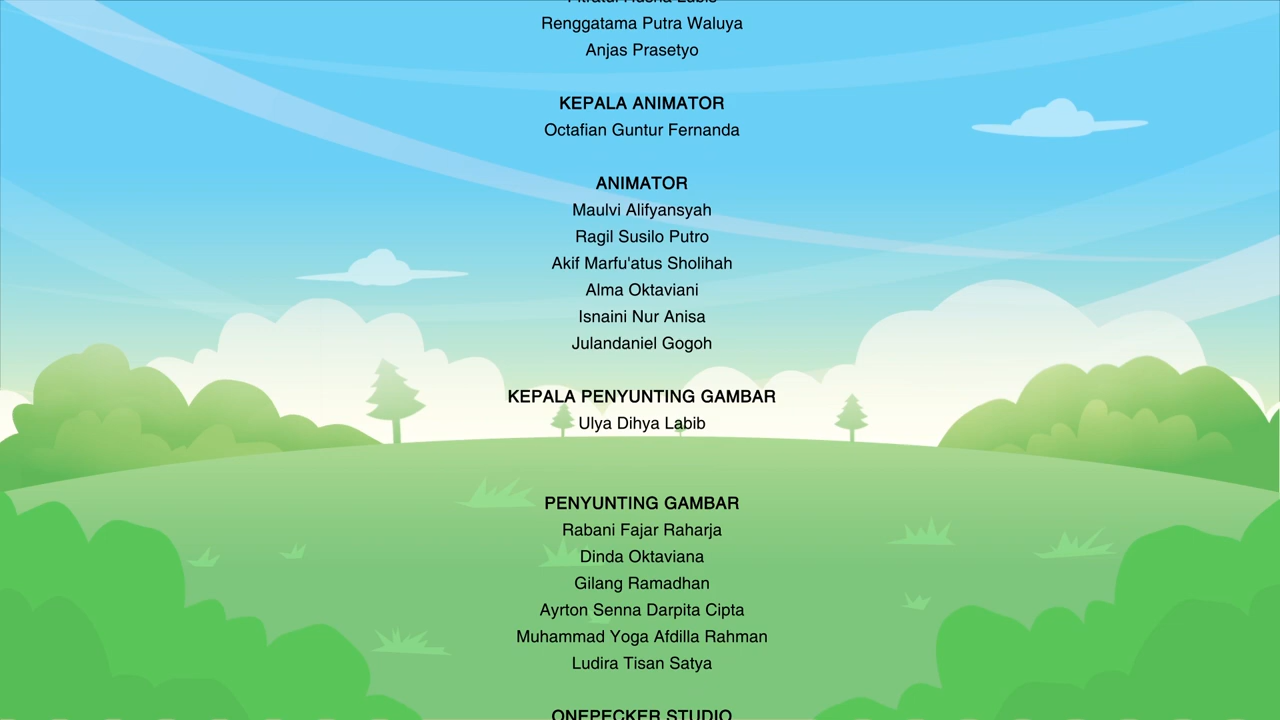 Renggatama Putra Waluya
Anjas Prasetyo
KEPALA ANIMATOR
Octafian Guntur Fernanda
ANIMATOR
Maulvi Alifyansyah
Ragil Susilo Putro
Akif Marfu'atus Sholihah
Alma Oktaviani
Isnaini Nur Anisa
Julandaniel Gogoh
KEPALA PENYUNTING GAMBAR
Ulya Dihya Labib
PENYUNTING GAMBAR
Rabani Fajar Raharja
Dinda Oktaviana
Gilang Ramadhan
Ayrton Senna Darpita Cipta
Muhammad Yoga Afdilla Rahman
Ludira Tisan Satya
ONEPECKER STUDIO